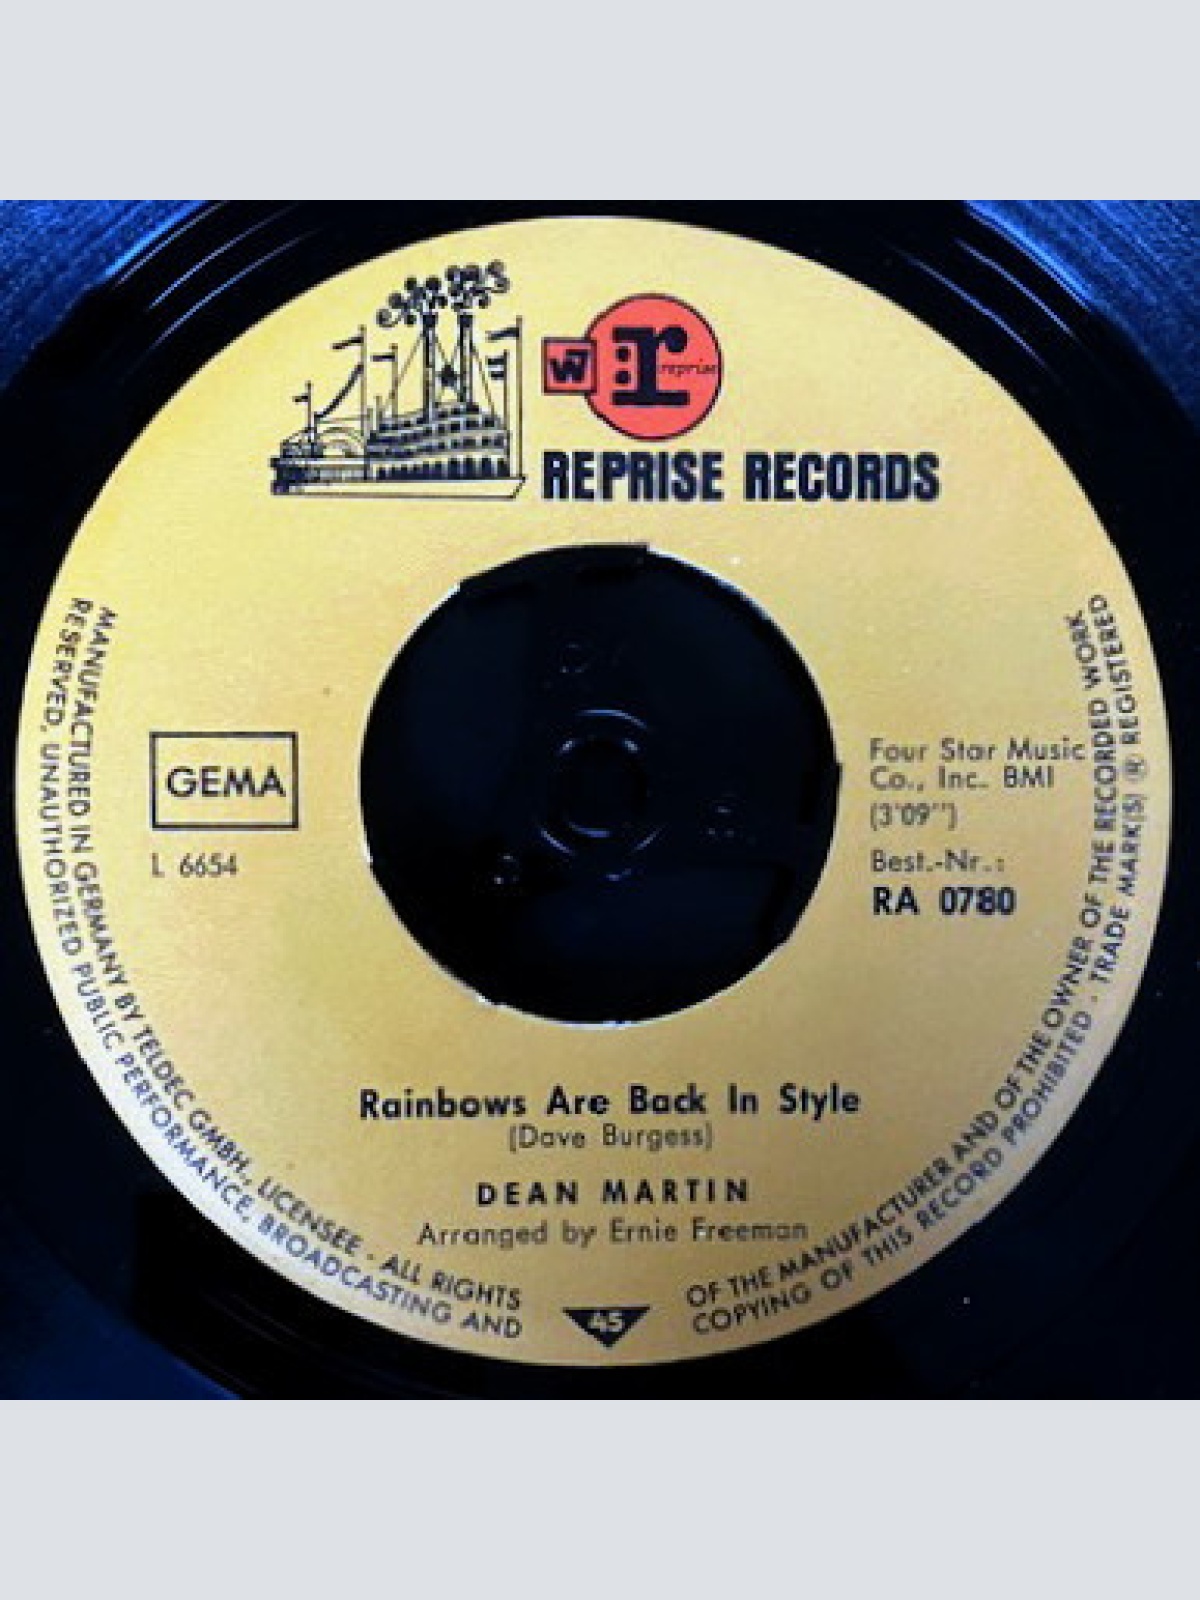 W7
r:
reprise
REPRISE RECORDS
GEMA
L 6654
Four Star Music
Co., Inc. BMI
(3'09'')
Best.-Nr.:
RA 0780
Rainbows Are Back In Style
(Dave Burgess)
DEAN MARTIN
Arranged by Ernie Freeman
45
MANUFACTURED IN GERMANY BY TELDEC GMBH., LICENSEE · ALL RIGHTS OF THE MANUFACTURER AND OF THE OWNER OF THE RECORDED WORK
RESERVED, UNAUTHORIZED PUBLIC PERFORMANCE, BROADCASTING AND COPYING OF THIS RECORD PROHIBITED · TRADE MARK(S) ® REGISTERED